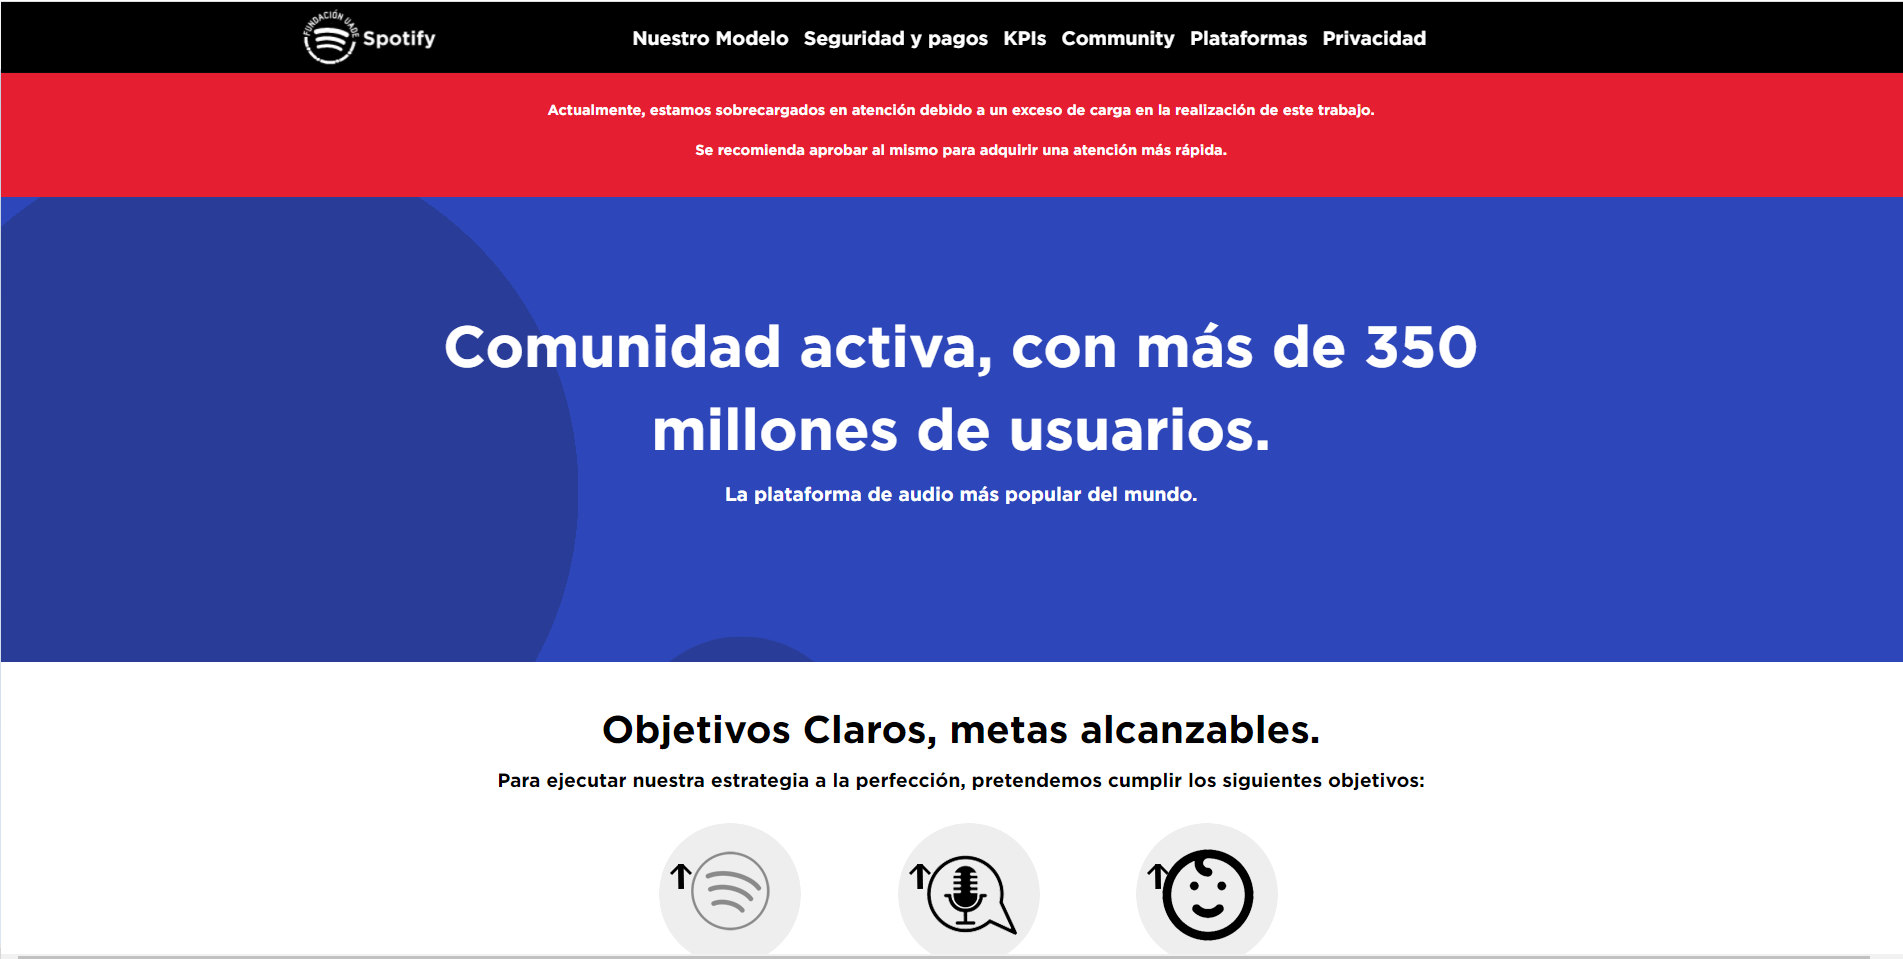 FUNDACIÓN UADE
Spotify
Nuestro Modelo Seguridad y pagos KPIs Community Plataformas Privacidad
Actualmente, estamos sobrecargados en atención debido a un exceso de carga en la realización de este trabajo.
Se recomienda aprobar al mismo para adquirir una atención más rápida.
Comunidad activa, con más de 350
millones de usuarios.
La plataforma de audio más popular del mundo.
Objetivos Claros, metas alcanzables.
Para ejecutar nuestra estrategia a la perfección, pretendemos cumplir los siguientes objetivos: